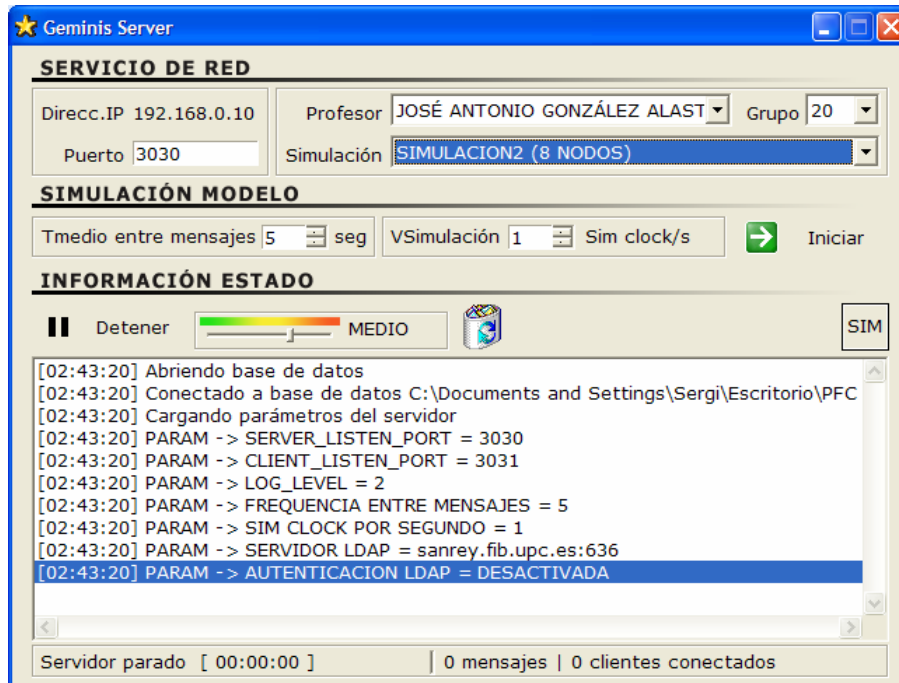 Geminis Server
SERVICIO DE RED
Direcc.IP 192.168.0.10
Profesor JOSÉ ANTONIO GONZÁLEZ ALAST Grupo 20
Puerto 3030
Simulación SIMULACION2 (8 NODOS)
SIMULACIÓN MODELO
Tmedio entre mensajes 5 seg VSimulación 1 Sim clock/s Iniciar
INFORMACIÓN ESTADO
Detener MEDIO SIM
[02:43:20] Abriendo base de datos
[02:43:20] Conectado a base de datos C:\Documents and Settings\Sergi\Escritorio\PFC
[02:43:20] Cargando parámetros del servidor
[02:43:20] PARAM -> SERVER_LISTEN_PORT = 3030
[02:43:20] PARAM -> CLIENT_LISTEN_PORT = 3031
[02:43:20] PARAM -> LOG_LEVEL = 2
[02:43:20] PARAM -> FREQUENCIA ENTRE MENSAJES = 5
[02:43:20] PARAM -> SIM CLOCK POR SEGUNDO = 1
[02:43:20] PARAM -> SERVIDOR LDAP = sanrey.fib.upc.es:636
[02:43:20] PARAM -> AUTENTICACION LDAP = DESACTIVADA
Servidor parado [ 00:00:00 ] 0 mensajes | 0 clientes conectados